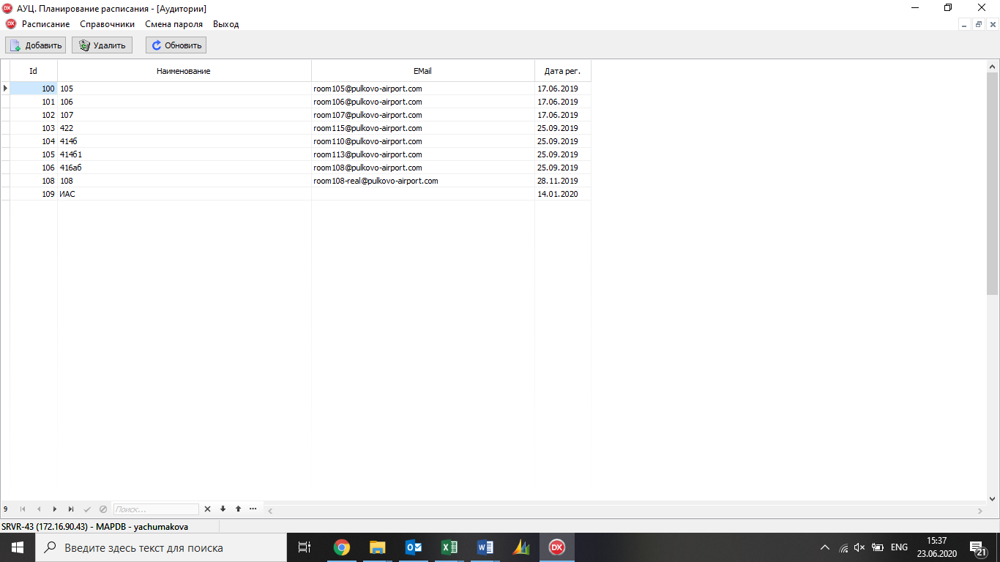 DX АУЦ. Планирование расписания - [Аудитории]
DX Расписание Справочники Смена пароля Выход
Добавить Удалить Обновить
Id Наименование EMail Дата рег.
100 105 room105@pulkovo-airport.com 17.06.2019
101 106 room106@pulkovo-airport.com 17.06.2019
102 107 room107@pulkovo-airport.com 17.06.2019
103 422 room115@pulkovo-airport.com 25.09.2019
104 414б room110@pulkovo-airport.com 25.09.2019
105 414б1 room113@pulkovo-airport.com 25.09.2019
106 416аб room108@pulkovo-airport.com 25.09.2019
108 108 room108-real@pulkovo-airport.com 28.11.2019
109 ИАС 14.01.2020
9 Поиск...
SRVR-43 (172.16.90.43) - MAPDB - yachumakova
Введите здесь текст для поиска DX ENG 15:37
23.06.2020 21